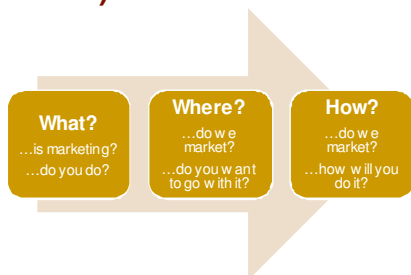 What?
…is marketing?
…do you do?
Where?
…do we
market?
…do you want
to go with it?
How?
…do we
market?
…how will you
do it?